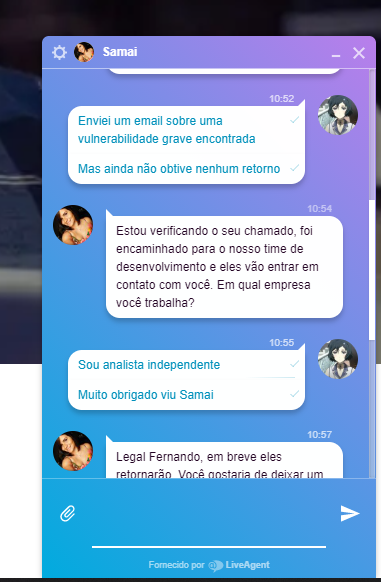 Samai
10:52
Enviei um email sobre uma
vulnerabilidade grave encontrada
Mas ainda não obtive nenhum retorno
10:54
Estou verificando o seu chamado, foi
encaminhado para o nosso time de
desenvolvimento e eles vão entrar em
contato com você. Em qual empresa
você trabalha?
10:55
Sou analista independente
Muito obrigado viu Samai
10:57
Legal Fernando, em breve eles
retornarão. Você gostaria de deixar um
Fornecido por LiveAgent